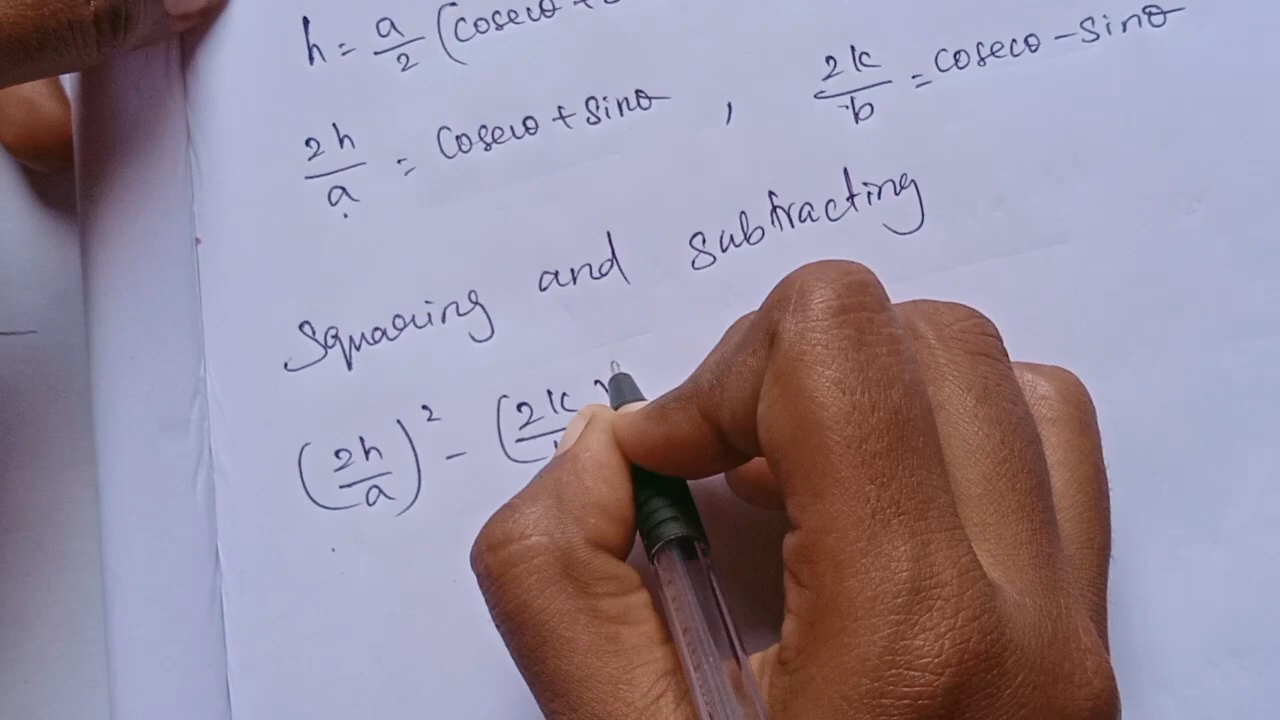 h = a/2 (cosecθ +
2h/a = cosecθ + sinθ , 2k/b = cosecθ - sinθ
Squaring and subtracting
(2h/a)² - (2k